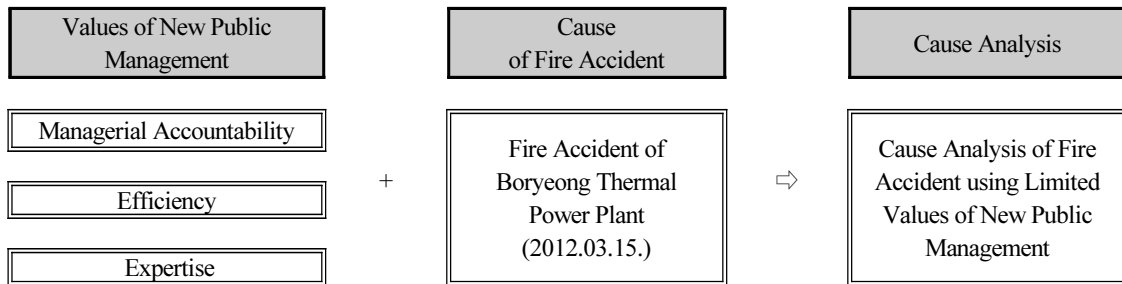 Values of New Public
Management
Managerial Accountability
Efficiency
Expertise
+
Cause
of Fire Accident
Fire Accident of
Boryeong Thermal
Power Plant
(2012.03.15.)
⇨
Cause Analysis
Cause Analysis of Fire
Accident using Limited
Values of New Public
Management